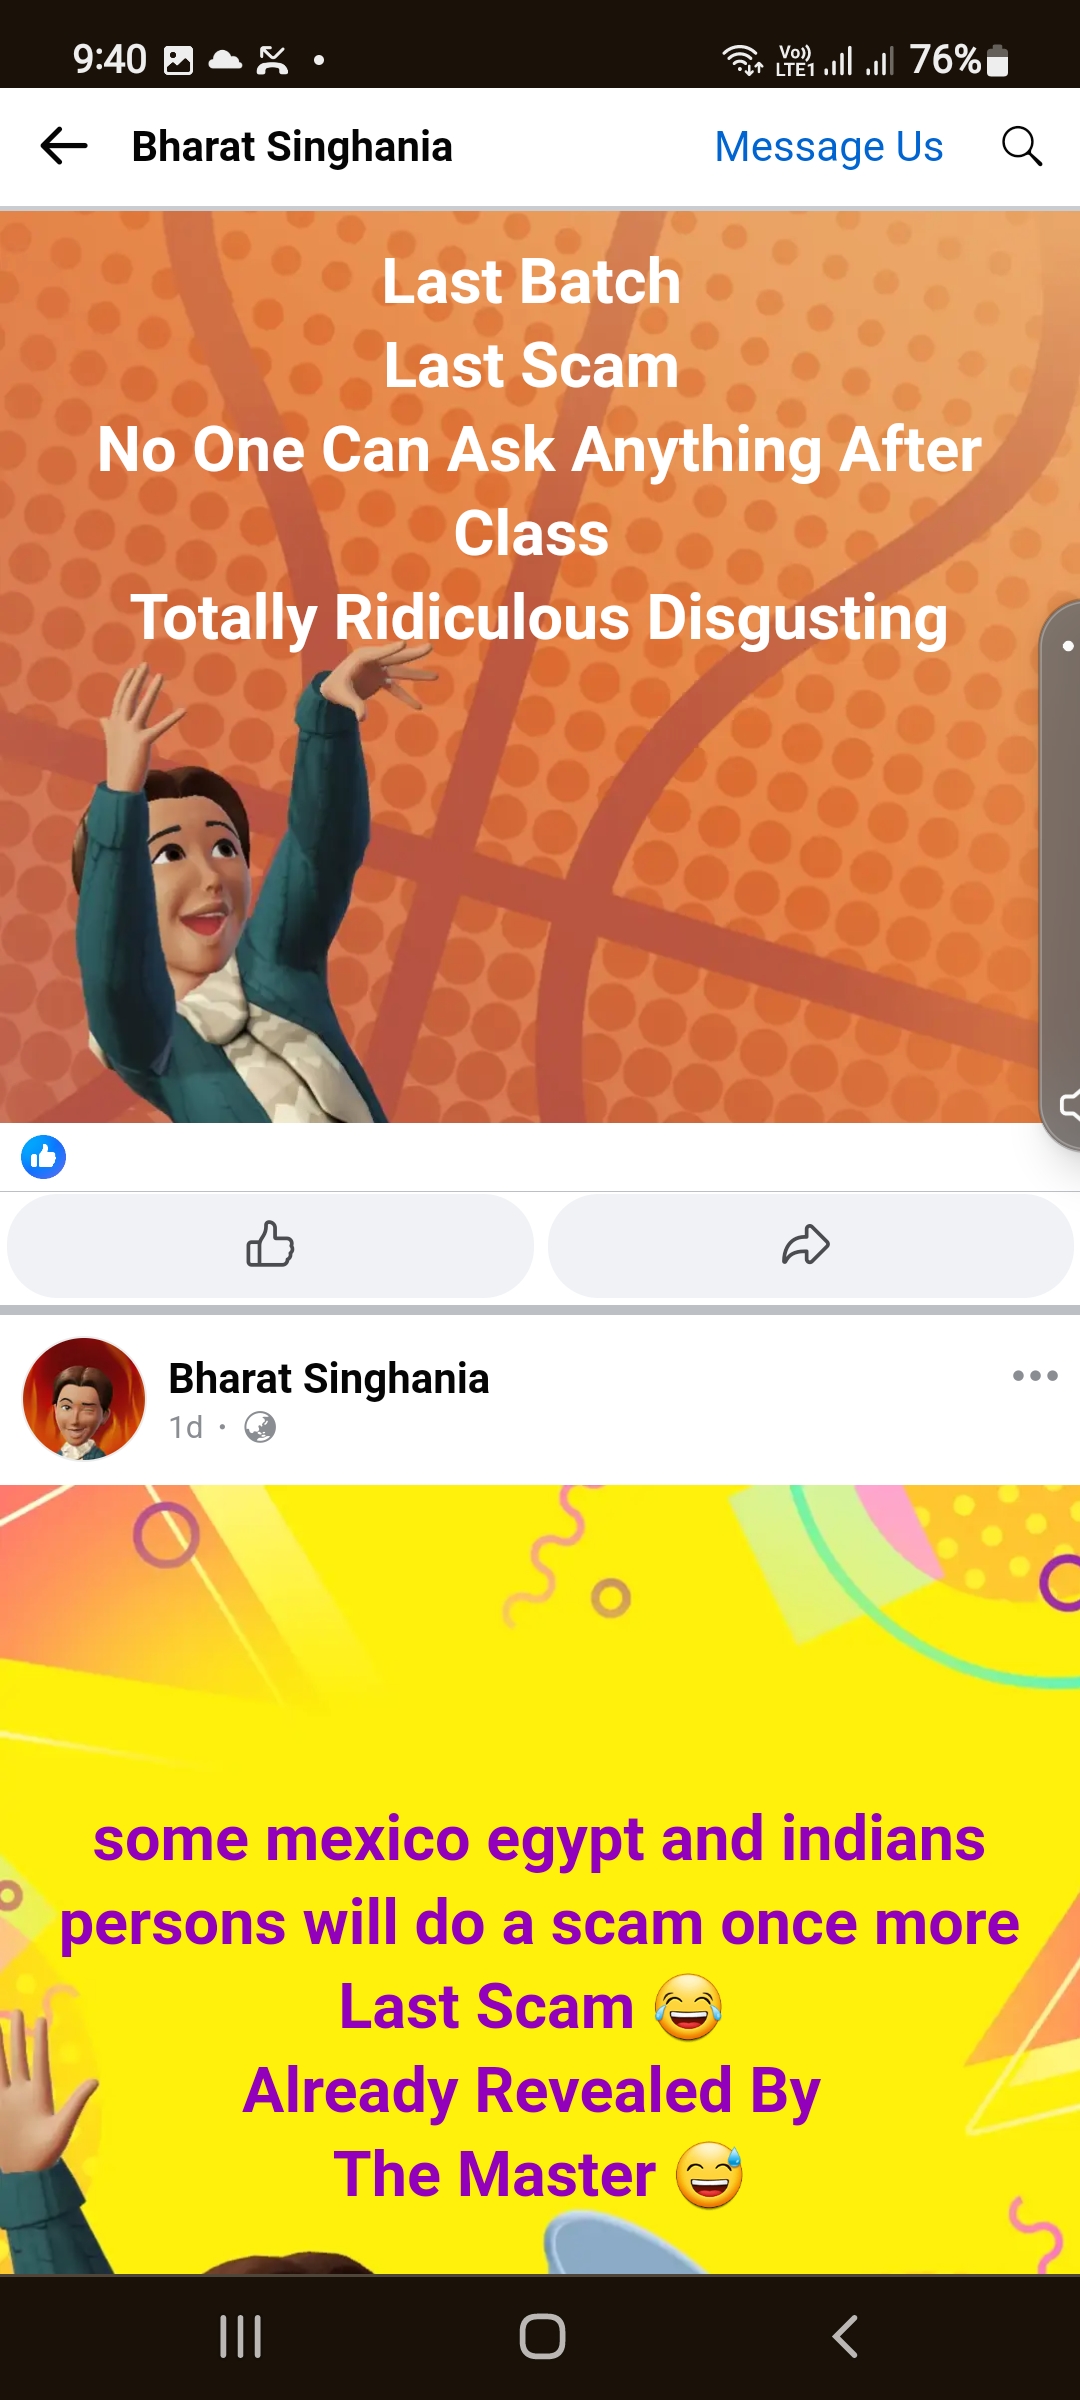 9:40
Vo))
LTE1
76%
Bharat Singhania
Message Us
Last Batch
Last Scam
No One Can Ask Anything After
Class
Totally Ridiculous Disgusting
Bharat Singhania
1d ·
some mexico egypt and indians
persons will do a scam once more
Last Scam 😂
Already Revealed By
The Master 😅